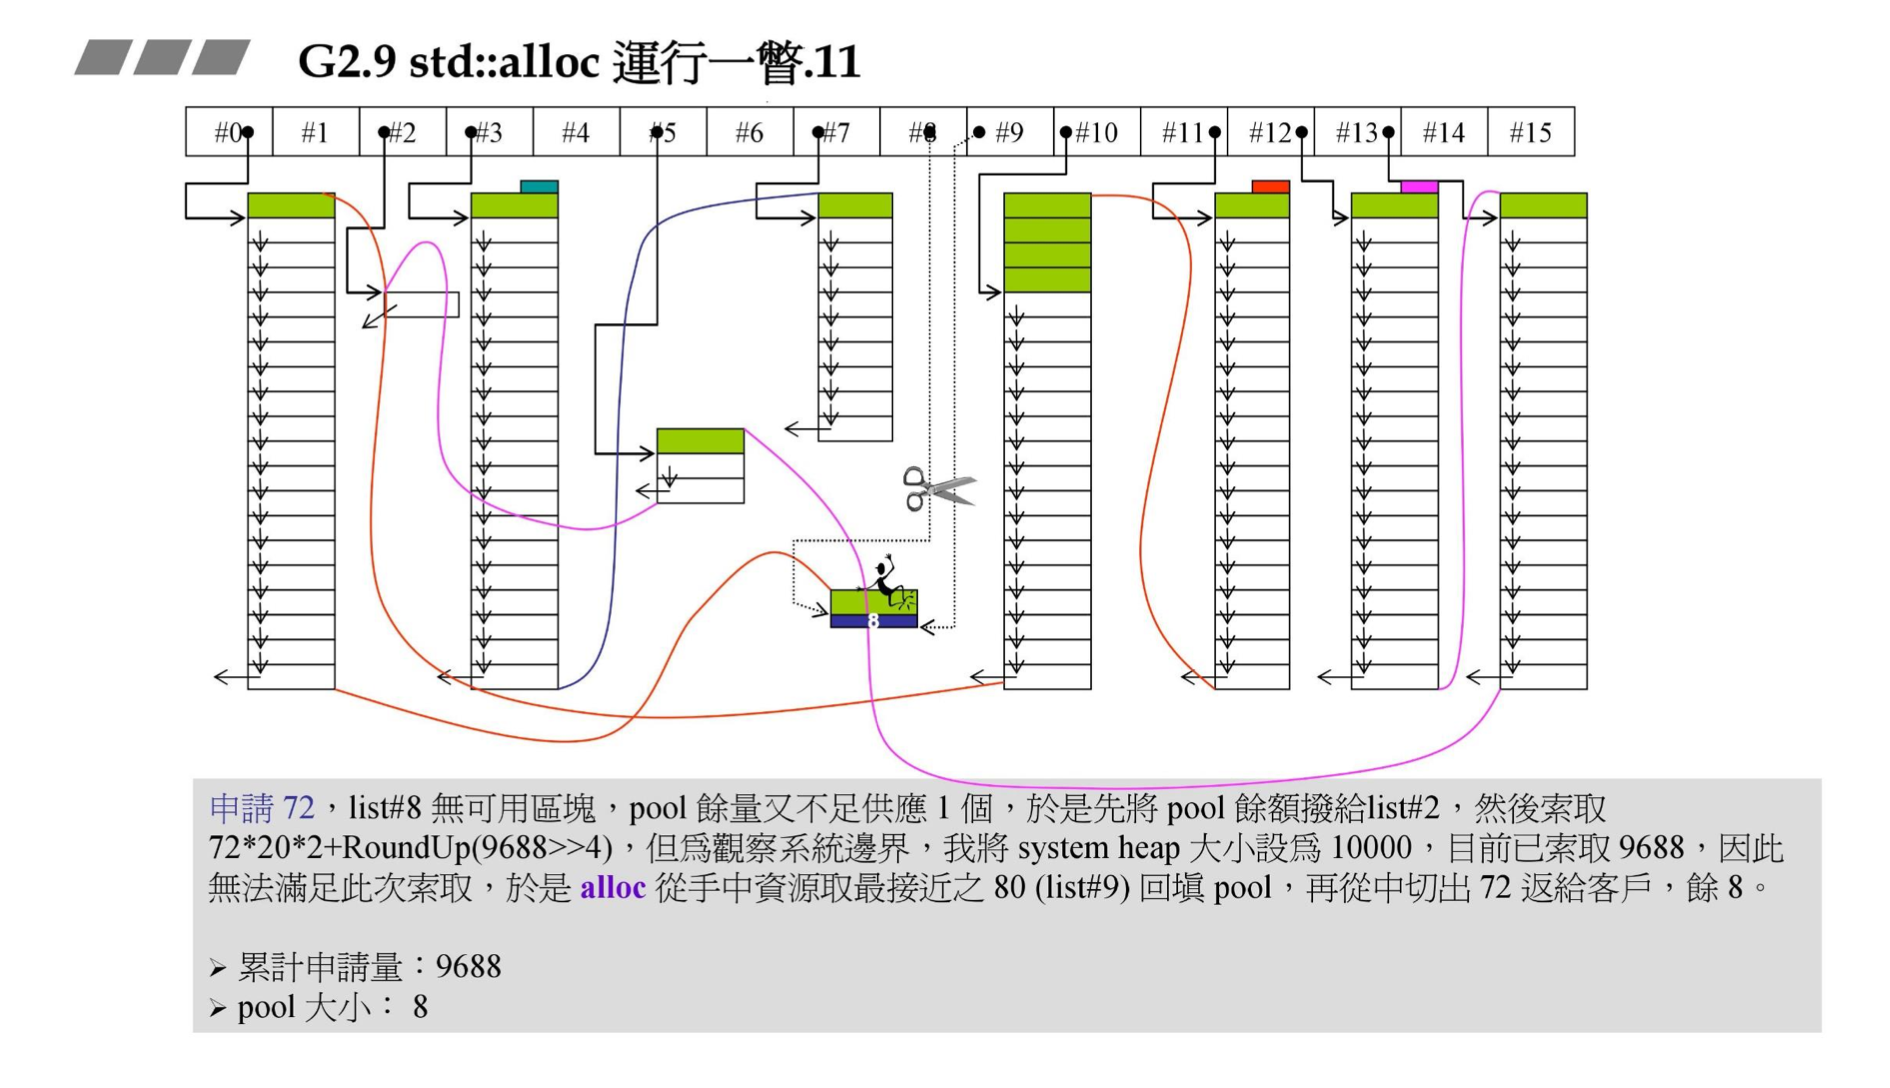 G2.9 std::alloc 運行一瞥.11
#0 #1 #2 #3 #4 #5 #6 #7 #8 #9 #10 #11 #12 #13 #14 #15
8
申請 72，list#8 無可用區塊，pool 餘量又不足供應 1 個，於是先將 pool 餘額撥給list#2，然後索取
72*20*2+RoundUp(9688>>4)，但為觀察系統邊界，我將 system heap 大小設為 10000，目前已索取 9688，因此
無法滿足此次索取，於是 alloc 從手中資源取最接近之 80 (list#9) 回填 pool，再從中切出 72 返給客戶，餘 8。
➢ 累計申請量：9688
➢ pool 大小： 8